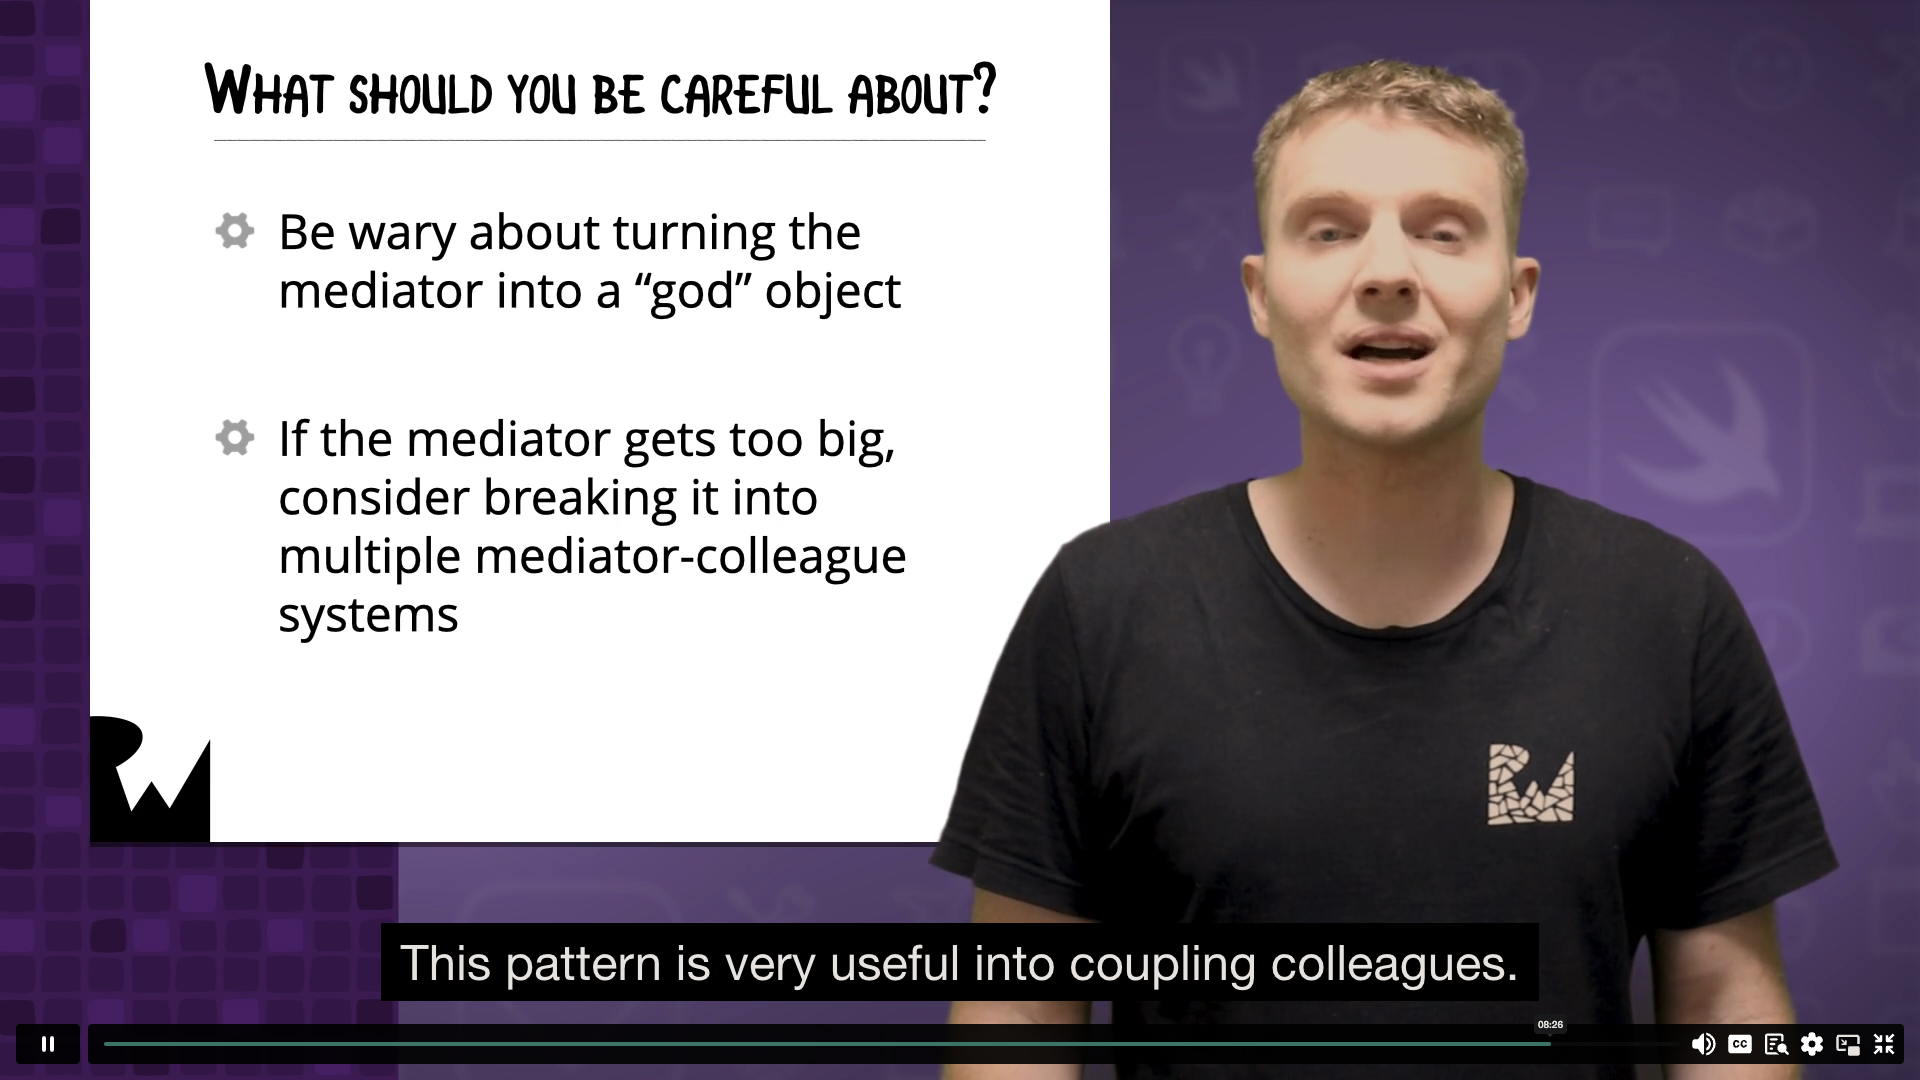 WHAT SHOULD YOU BE CAREFUL ABOUT?
Be wary about turning the
mediator into a “god” object
If the mediator gets too big,
consider breaking it into
multiple mediator-colleague
systems
RW
RW
This pattern is very useful into coupling colleagues.
08:26
CC